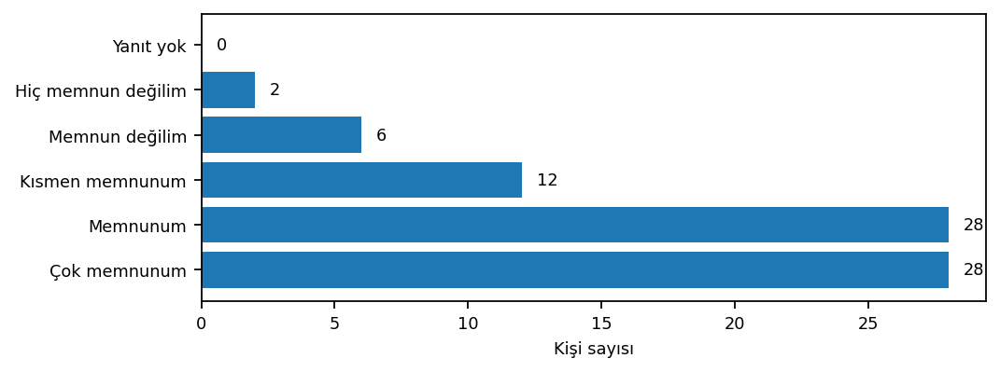 Yanıt yok 0
Hiç memnun değilim 2
Memnun değilim 6
Kısmen memnunum 12
Memnunum 28
Çok memnunum 28
0 5 10 15 20 25
Kişi sayısı